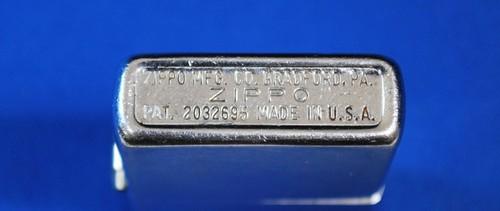 ZIPPO MFG. CO. BRADFORD, PA.
ZIPPO
PAT. 2032695 MADE IN U.S.A.